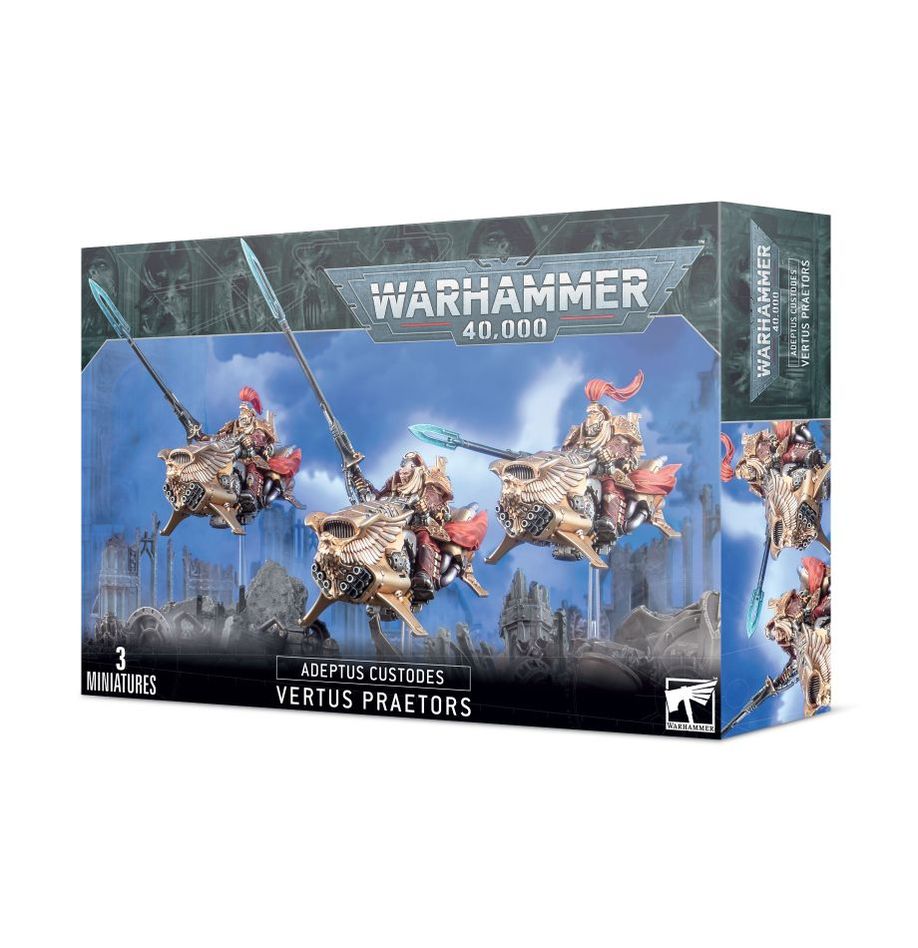 WARHAMMER
40,000
3
MINIATURES
ADEPTUS CUSTODES
VERTUS PRAETORS
WARHAMMER
WARHAMMER
40,000
ADEPTUS CUSTODES
VERTUS PRAETORS